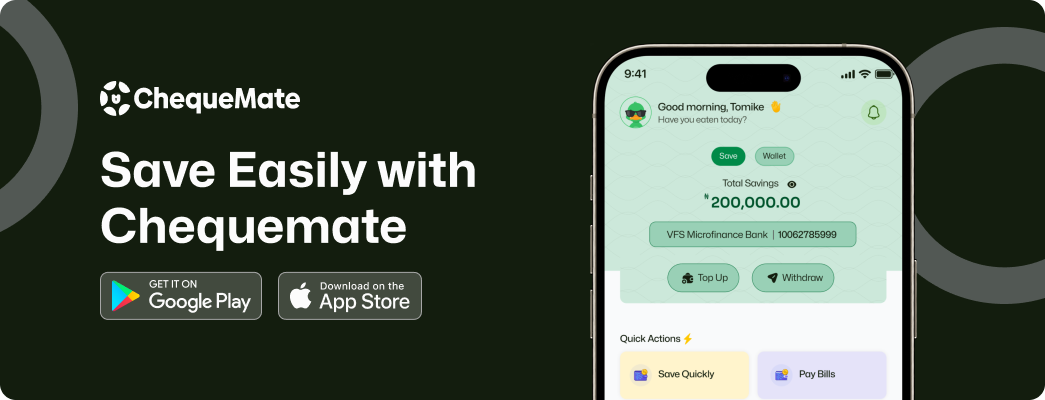 ChequeMate
Save Easily with
Chequemate
GET IT ON
Google Play
Download on the
App Store
9:41
Good morning, Tomike 👋
Have you eaten today?
Save
Wallet
Total Savings
₦200,000.00
VFS Microfinance Bank | 10062785999
Top Up
Withdraw
Quick Actions⚡
Save Quickly
Pay Bills